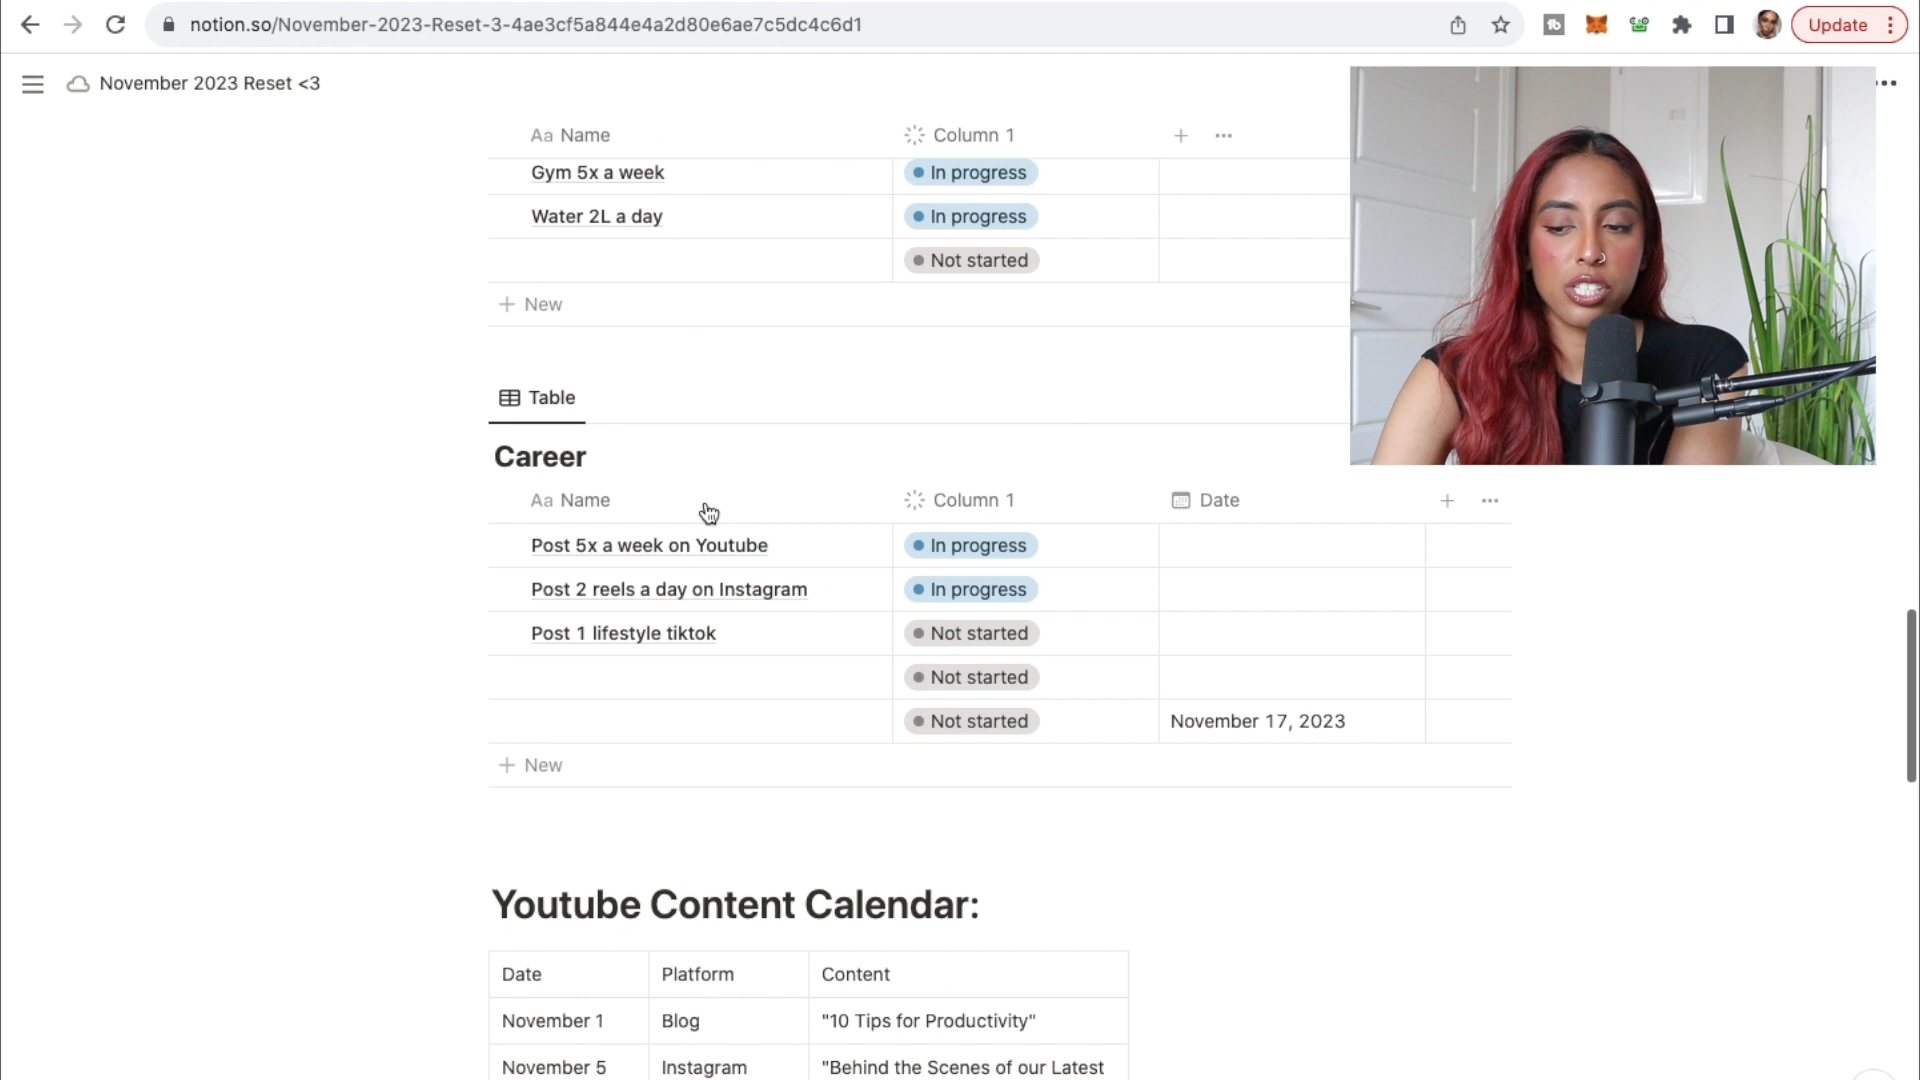 notion.so/November-2023-Reset-3-4ae3cf5a844e4a2d80e6ae7c5dc4c6d1
Update
November 2023 Reset <3
Aa Name
Column 1
Gym 5x a week
In progress
Water 2L a day
In progress
Not started
New
Table
Career
Aa Name
Column 1
Date
Post 5x a week on Youtube
In progress
Post 2 reels a day on Instagram
In progress
Post 1 lifestyle tiktok
Not started
Not started
Not started
November 17, 2023
New
Youtube Content Calendar:
Date
Platform
Content
November 1
Blog
"10 Tips for Productivity"
November 5
Instagram
"Behind the Scenes of our Latest